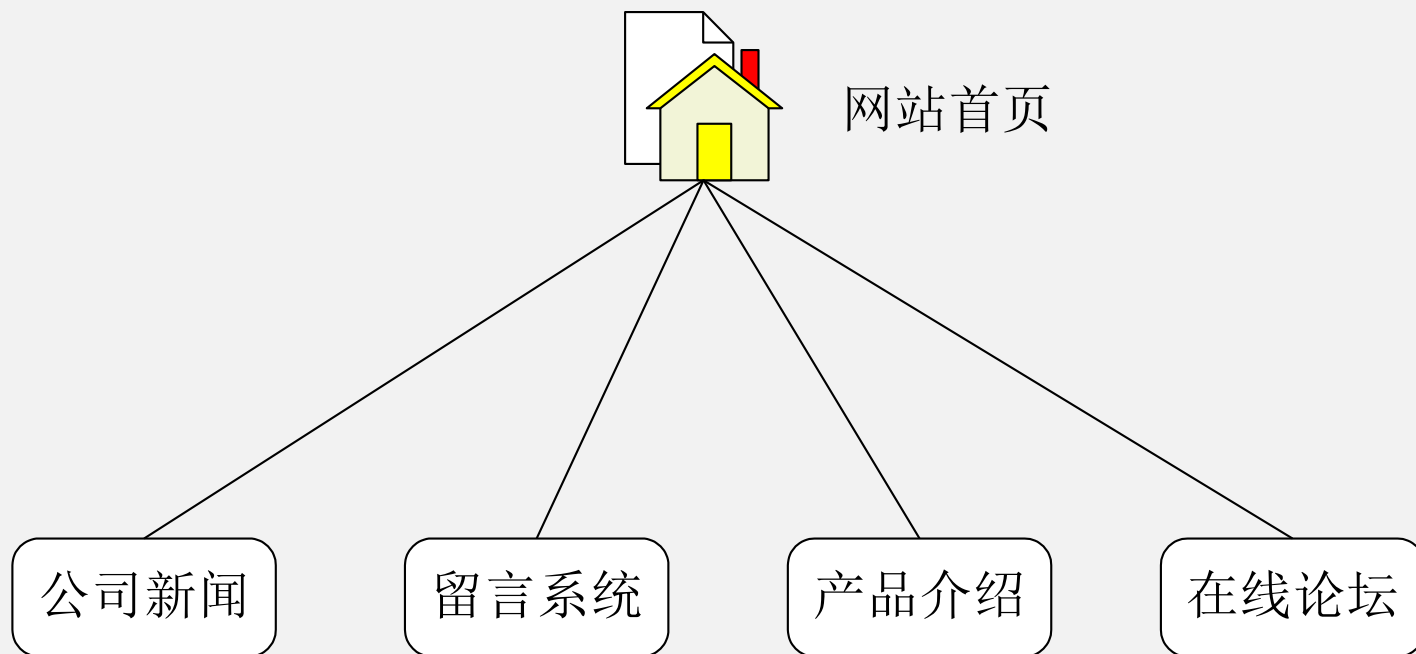 网站首页
公司新闻
留言系统
产品介绍
在线论坛